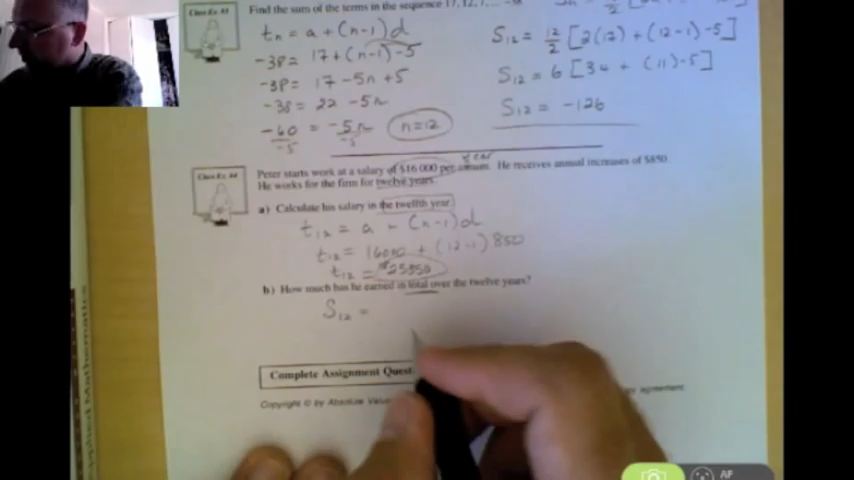 Class Ex. #3
Find the sum of the terms in the sequence 17, 12, 7,... -38
tn = a + (n-1)d
-38 = 17 + (n-1) -5
-38 = 17 - 5n + 5
-38 = 22 - 5n
-60 = -5n
-5 -5
n=12
S12 = 12/2 [2(17) + (12-1) -5]
S12 = 6 [34 + (11) -5]
S12 = -126
Class Ex. #4
year
Peter starts work at a salary of $16 000 per annum. He receives annual increases of $850.
He works for the firm for twelve years.
a) Calculate his salary in the twelfth year.
t12 = a + (n-1)d
t12 = 16000 + (12-1) 850
t12 = $25350
b) How much has he earned in total over the twelve years?
S12 =
Complete Assignment Quest
Copyright © by Absolute Value
agreement
Applied Mathematics
AF